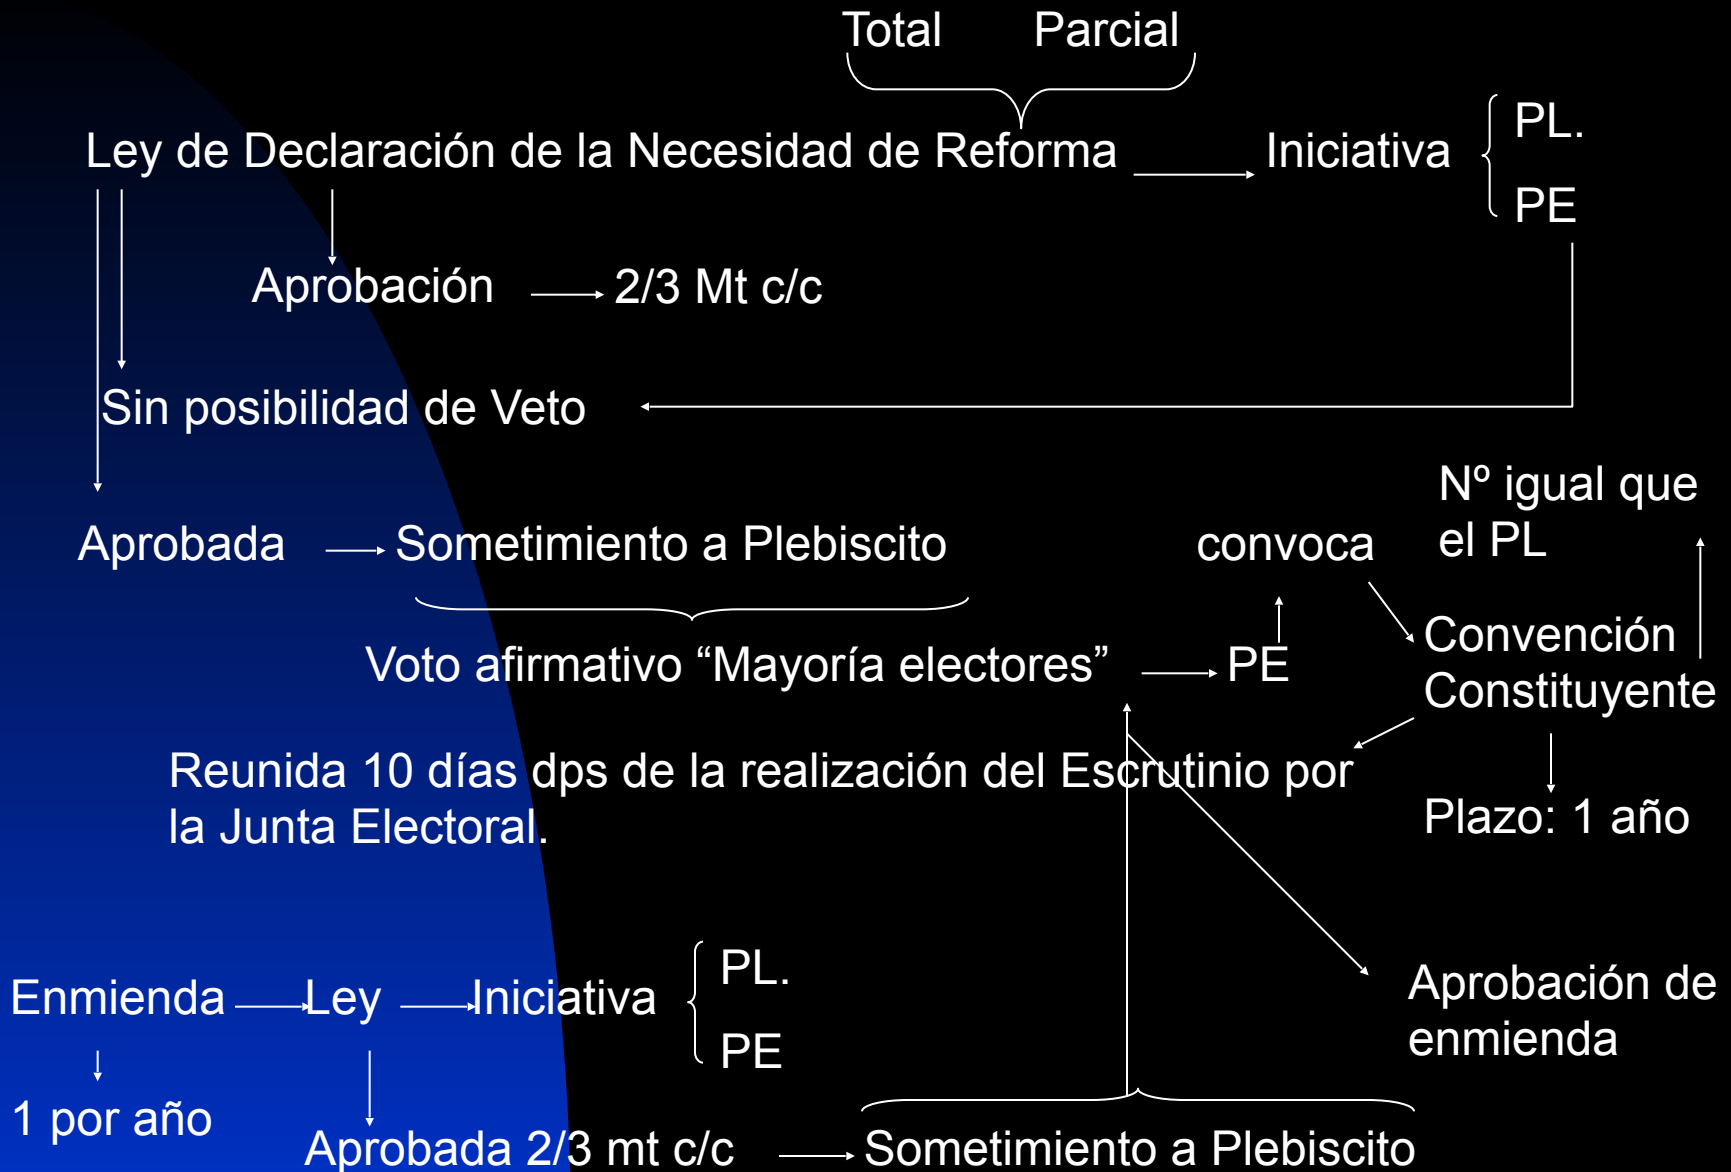 Total Parcial
Ley de Declaración de la Necesidad de Reforma Iniciativa PL.
PE
Aprobación 2/3 Mt c/c
Sin posibilidad de Veto
Nº igual que
el PL
Aprobada Sometimiento a Plebiscito convoca
Convención
Constituyente
Voto afirmativo “Mayoría electores” PE
Reunida 10 días dps de la realización del Escrutinio por
la Junta Electoral.
Plazo: 1 año
Enmienda Ley Iniciativa PL.
PE
Aprobación de
enmienda
1 por año
Aprobada 2/3 mt c/c Sometimiento a Plebiscito